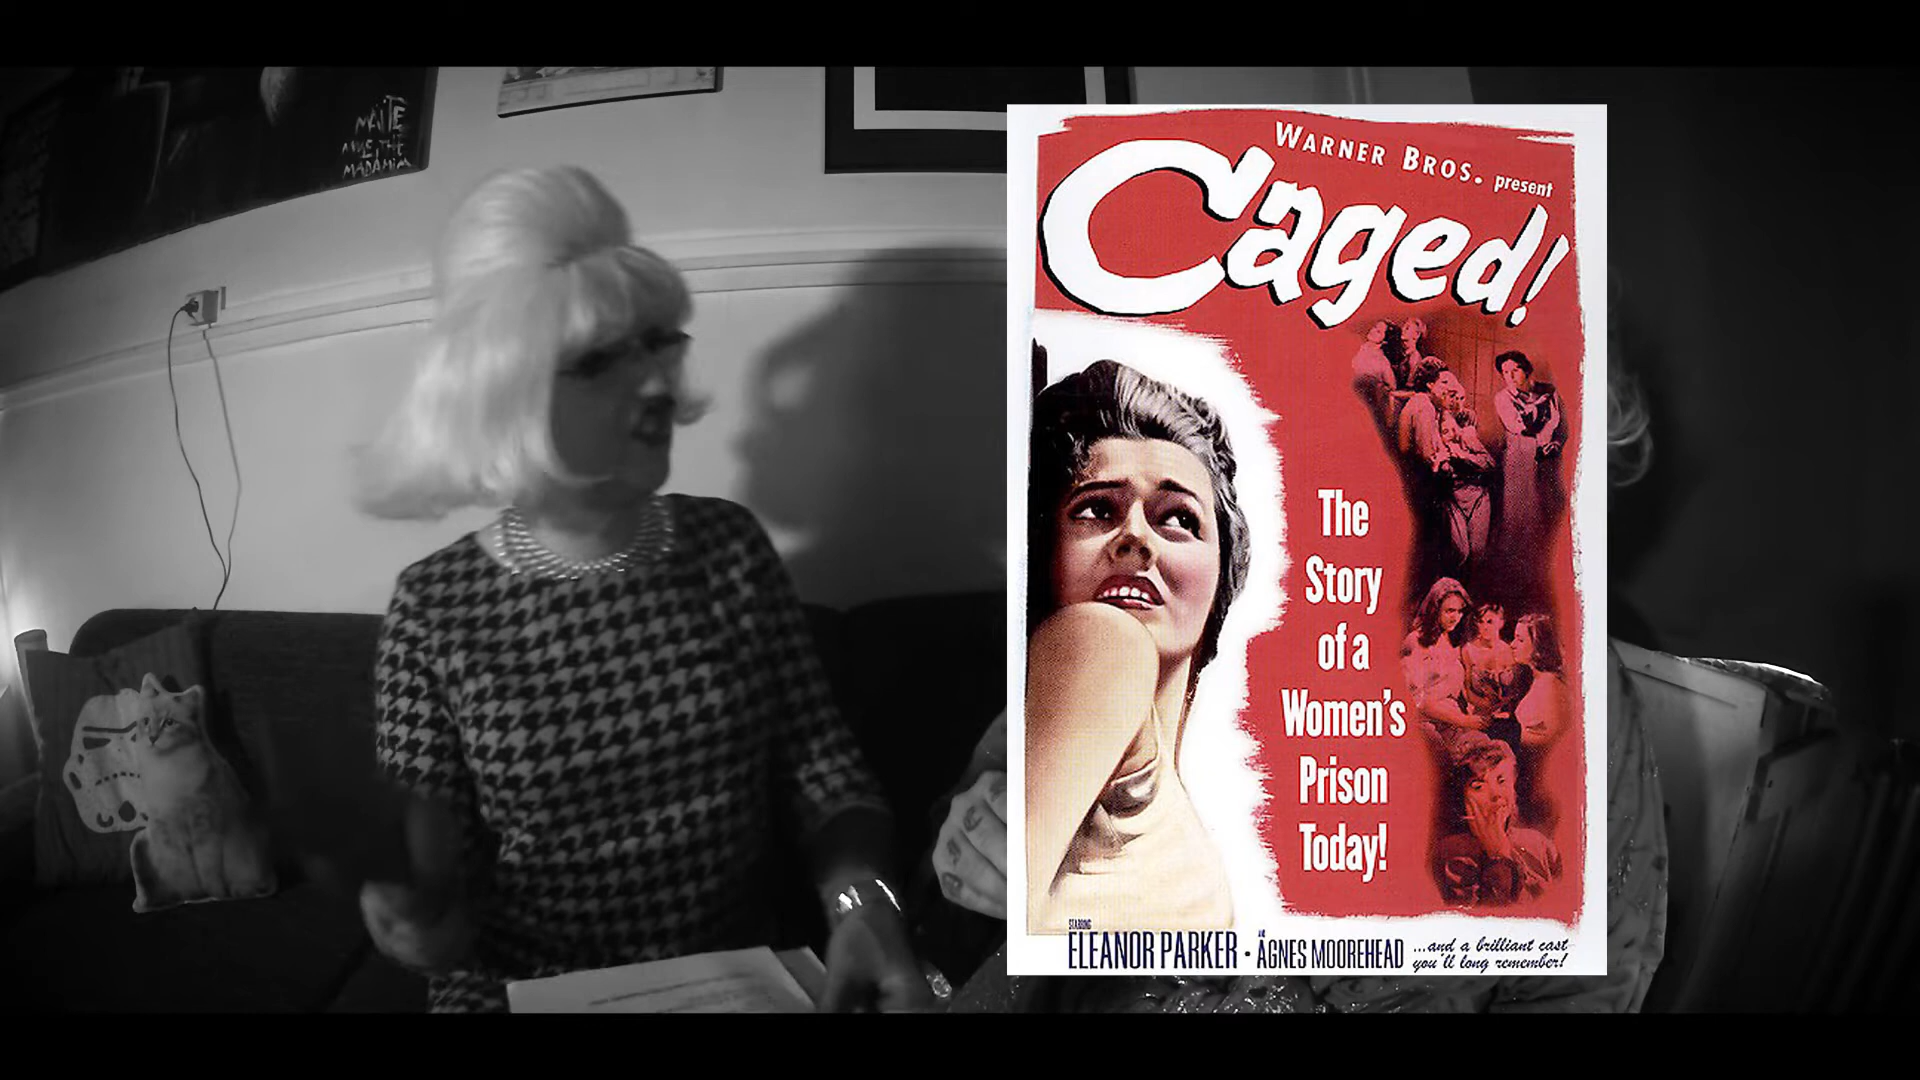 WARNER BROS. present
Caged!
The
Story
of a
Women's
Prison
Today!
STARRING
ELEANOR PARKER · AGNES MOOREHEAD
...and a brilliant cast
you'll long remember!